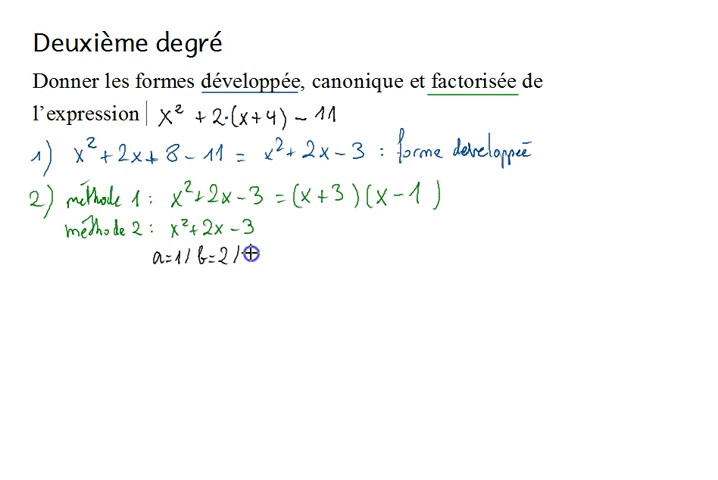 Deuxième degré
Donner les formes développée, canonique et factorisée de
l'expression | x² + 2·(x+4) - 11
1) x² + 2x + 8 - 11 = x² + 2x - 3 : forme développée
2) méthode 1 : x² + 2x - 3 = (x+3)(x-1)
méthode 2 : x² + 2x - 3
a=1 / b=2 /